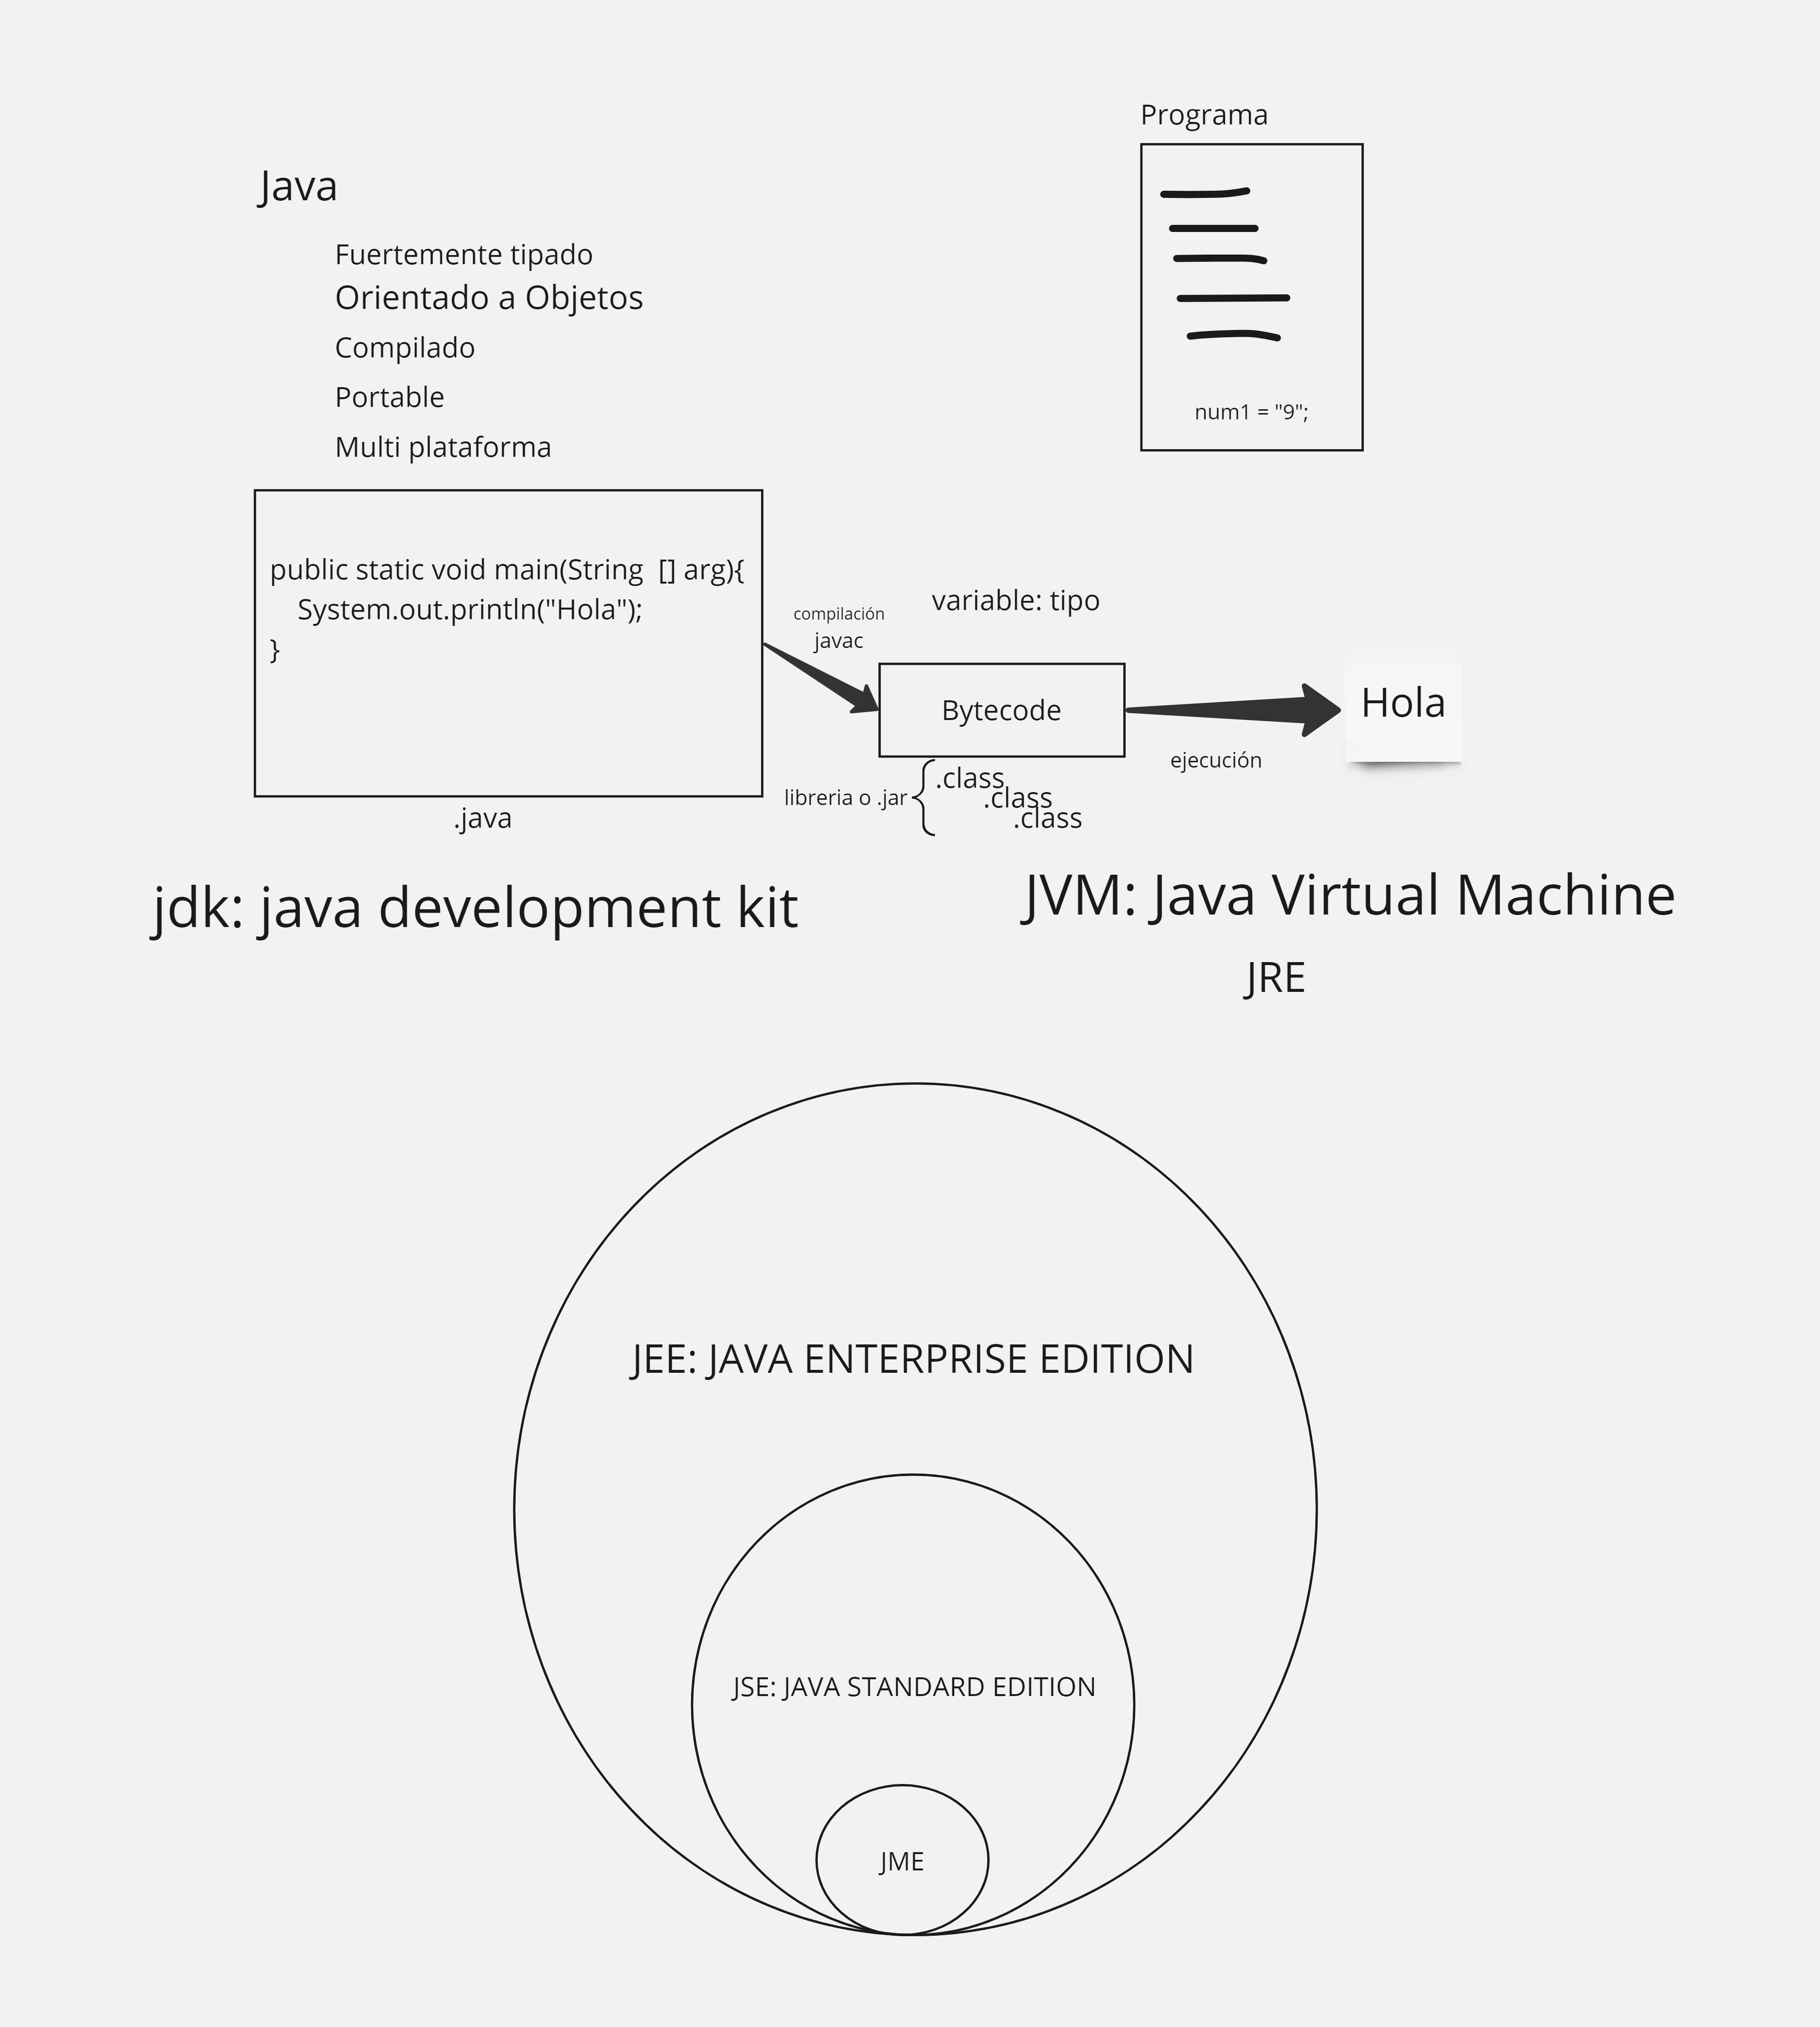 Programa
num1 = "9";
Java
Fuertemente tipado
Orientado a Objetos
Compilado
Portable
Multi plataforma
public static void main(String  [] arg){
    System.out.println("Hola");
}
.java
compilación
javac
variable: tipo
Bytecode
libreria o .jar
.class
.class
.class
ejecución
Hola
jdk: java development kit
JVM: Java Virtual Machine
JRE
JEE: JAVA ENTERPRISE EDITION
JSE: JAVA STANDARD EDITION
JME